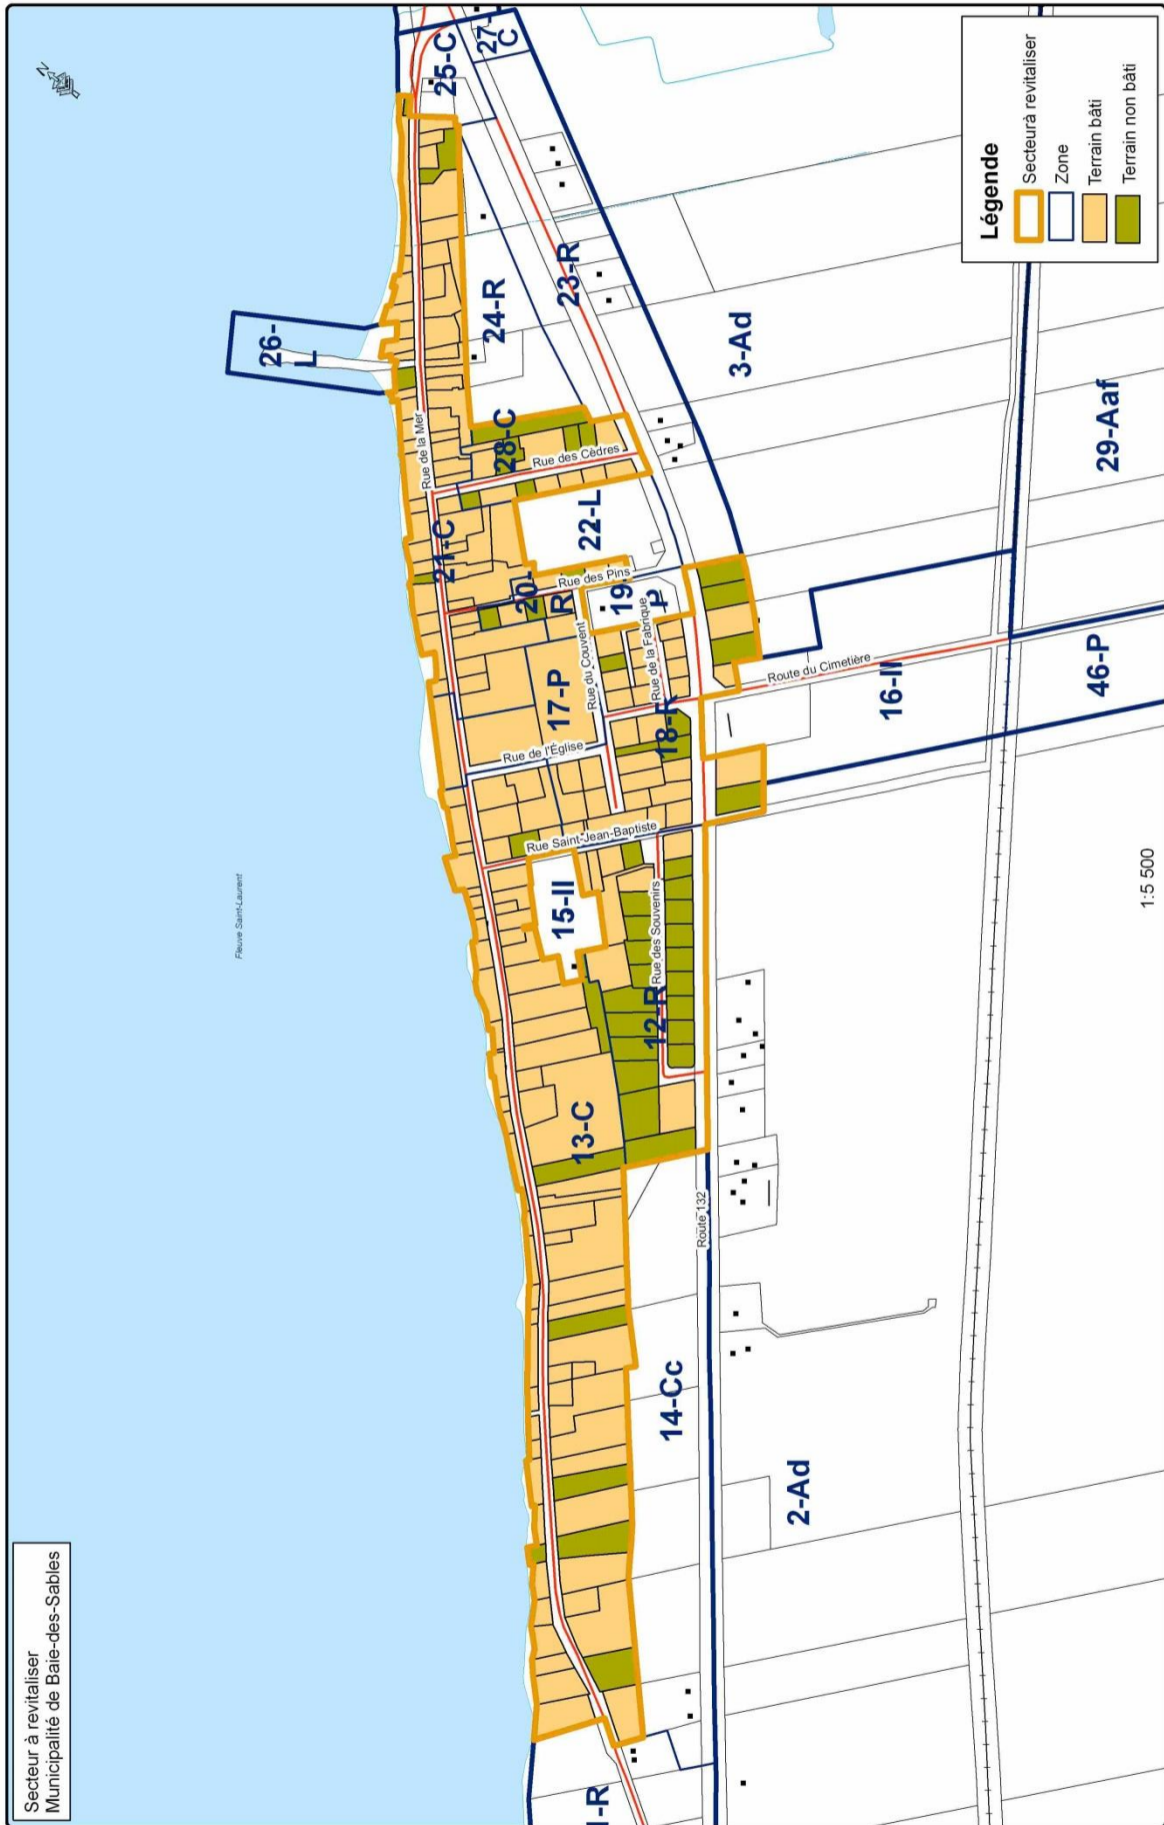 Secteur à revitaliser
Municipalité de Baie-des-Sables
N
Fleuve Saint-Laurent
26-
L
25-C
27-
C
24-R
23-R
3-Ad
29-Aaf
Rue de la Mer
28-C
Rue des Cèdres
22-L
21-C
20-
R
Rue des Pins
19-
P
Rue du Couvent
Rue de la Fabrique
17-P
18-R
Rue de l'Église
Route du Cimetière
16-II
46-P
Rue Saint-Jean-Baptiste
15-II
Rue des Souvenirs
12-R
13-C
Route 132
14-Cc
2-Ad
1-R
1:5 500
Légende
Secteurà revitaliser
Zone
Terrain bâti
Terrain non bâti